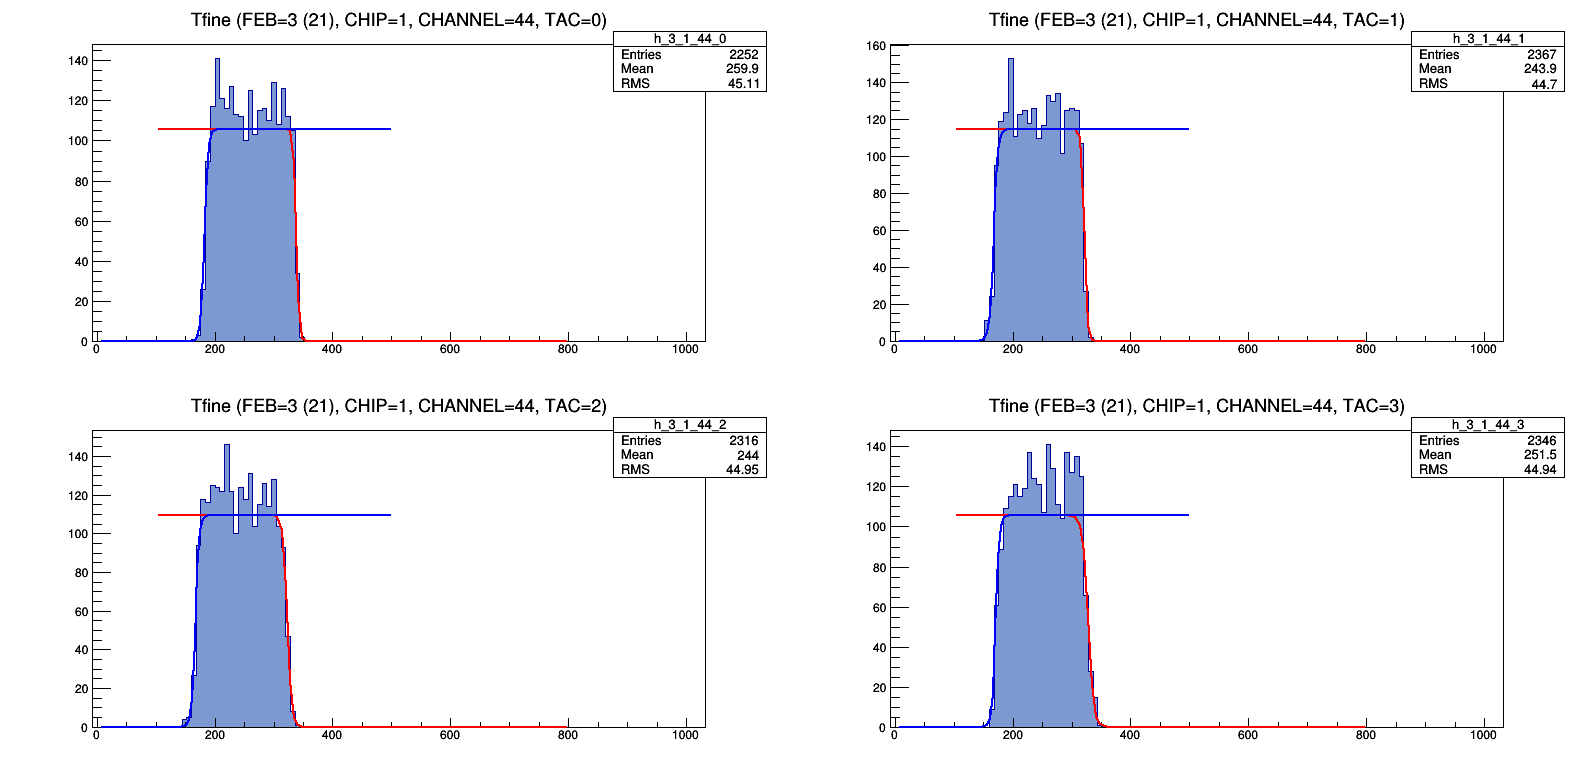 Tfine (FEB=3 (21), CHIP=1, CHANNEL=44, TAC=0)
h_3_1_44_0
Entries 2252
Mean 259.9
RMS 45.11
140
120
100
80
60
40
20
0
0 200 400 600 800 1000
Tfine (FEB=3 (21), CHIP=1, CHANNEL=44, TAC=1)
h_3_1_44_1
Entries 2367
Mean 243.9
RMS 44.7
160
140
120
100
80
60
40
20
0
0 200 400 600 800 1000
Tfine (FEB=3 (21), CHIP=1, CHANNEL=44, TAC=2)
h_3_1_44_2
Entries 2316
Mean 244
RMS 44.95
140
120
100
80
60
40
20
0
0 200 400 600 800 1000
Tfine (FEB=3 (21), CHIP=1, CHANNEL=44, TAC=3)
h_3_1_44_3
Entries 2346
Mean 251.5
RMS 44.94
140
120
100
80
60
40
20
0
0 200 400 600 800 1000